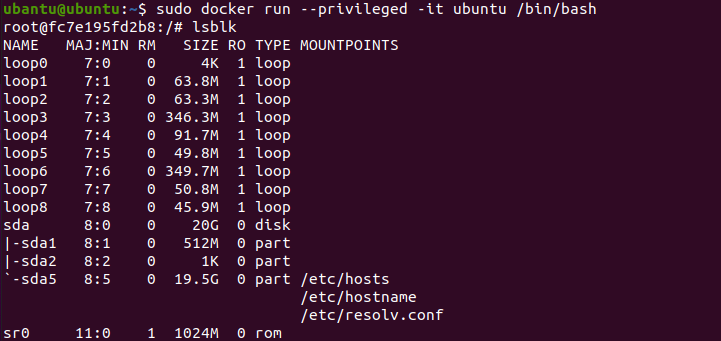 ubantu@ubuntu:~$ sudo docker run --privileged -it ubuntu /bin/bash
root@fc7e195fd2b8:/# lsblk
NAME   MAJ:MIN RM   SIZE RO TYPE MOUNTPOINTS
loop0    7:0    0     4K  1 loop
loop1    7:1    0  63.8M  1 loop
loop2    7:2    0  63.3M  1 loop
loop3    7:3    0 346.3M  1 loop
loop4    7:4    0  91.7M  1 loop
loop5    7:5    0  49.8M  1 loop
loop6    7:6    0 349.7M  1 loop
loop7    7:7    0  50.8M  1 loop
loop8    7:8    0  45.9M  1 loop
sda      8:0    0    20G  0 disk
|-sda1   8:1    0   512M  0 part
|-sda2   8:2    0     1K  0 part
`-sda5   8:5    0  19.5G  0 part /etc/hosts
                                 /etc/hostname
                                 /etc/resolv.conf
sr0     11:0    1  1024M  0 rom